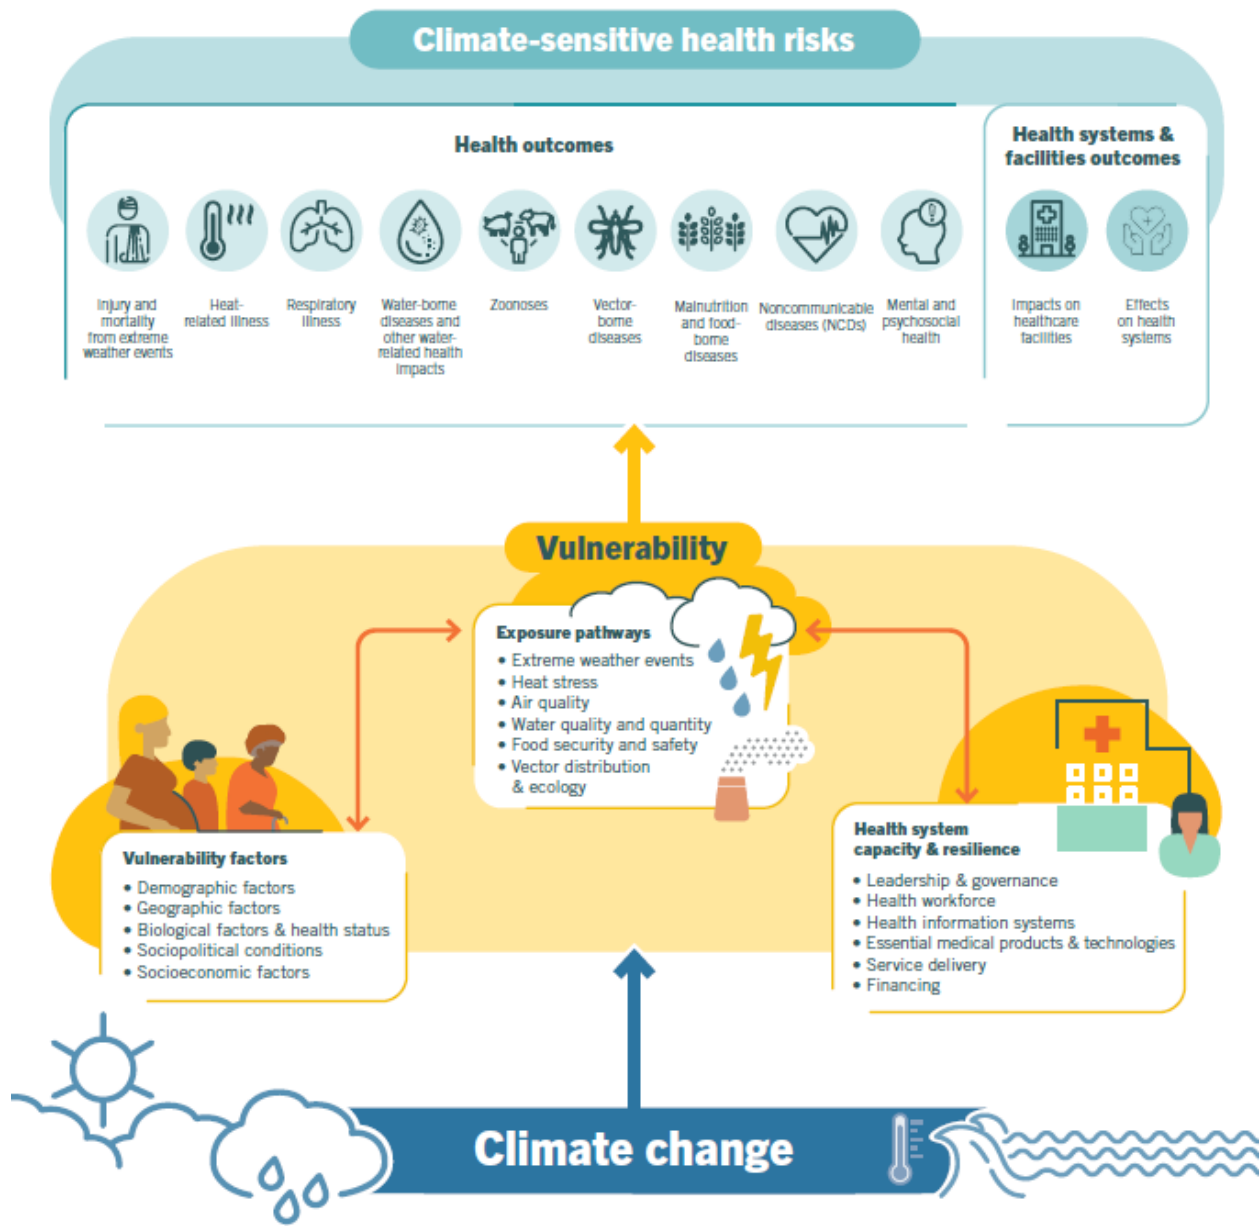 Climate-sensitive health risks
Health outcomes
Injury and
mortality
from extreme
weather events
Heat-
related illness
Respiratory
illness
Water-borne
diseases and
other water-
related health
impacts
Zoonoses
Vector-
borne
diseases
Malnutrition
and food-
borne
diseases
Noncommunicable
diseases (NCDs)
Mental and
psychosocial
health
Health systems &
facilities outcomes
Impacts on
healthcare
facilities
Effects
on health
systems
Vulnerability
Exposure pathways
• Extreme weather events
• Heat stress
• Air quality
• Water quality and quantity
• Food security and safety
• Vector distribution
& ecology
Vulnerability factors
• Demographic factors
• Geographic factors
• Biological factors & health status
• Sociopolitical conditions
• Socioeconomic factors
Health system
capacity & resilience
• Leadership & governance
• Health workforce
• Health information systems
• Essential medical products & technologies
• Service delivery
• Financing
Climate change